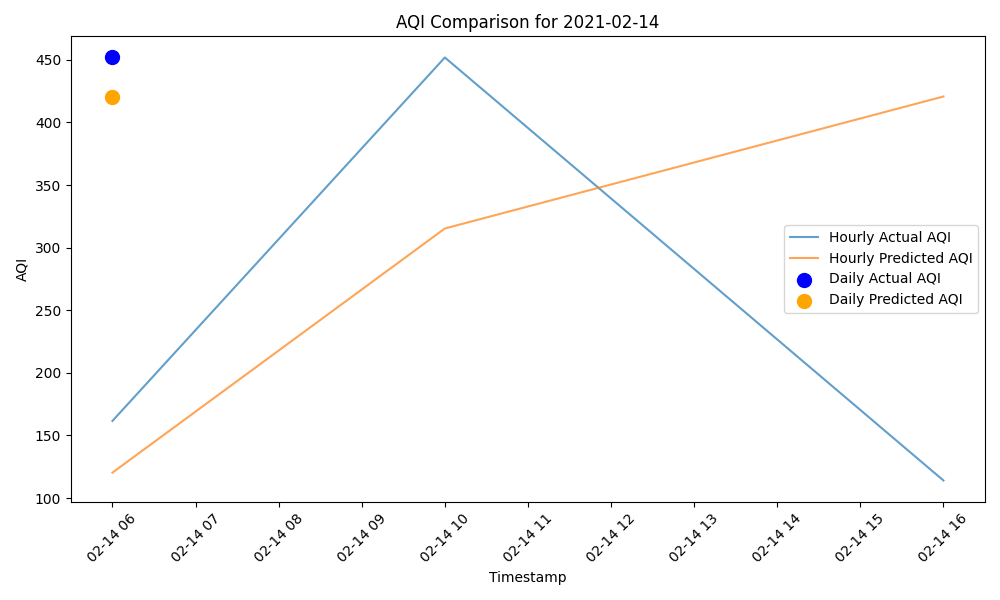 AQI Comparison for 2021-02-14
AQI
450
400
350
300
250
200
150
100
Hourly Actual AQI
Hourly Predicted AQI
Daily Actual AQI
Daily Predicted AQI
02-14 06
02-14 07
02-14 08
02-14 09
02-14 10
02-14 11
02-14 12
02-14 13
02-14 14
02-14 15
02-14 16
Timestamp